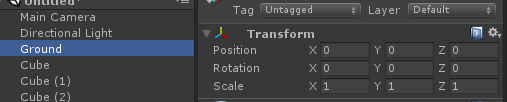 Untitled*
Main Camera
Directional Light
Ground
Cube
Cube (1)
Cube (2)
Tag Untagged Layer Default
Transform
Position X 0 Y 0 Z 0
Rotation X 0 Y 0 Z 0
Scale X 1 Y 1 Z 1